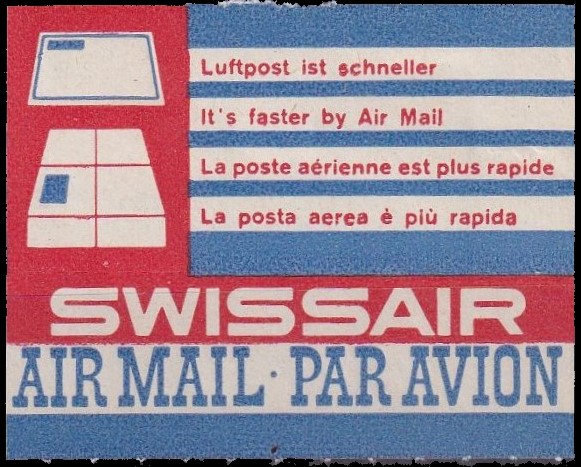 Luftpost ist schneller
It's faster by Air Mail
La poste aérienne est plus rapide
La posta aerea è più rapida
SWISSAIR
AIR MAIL · PAR AVION